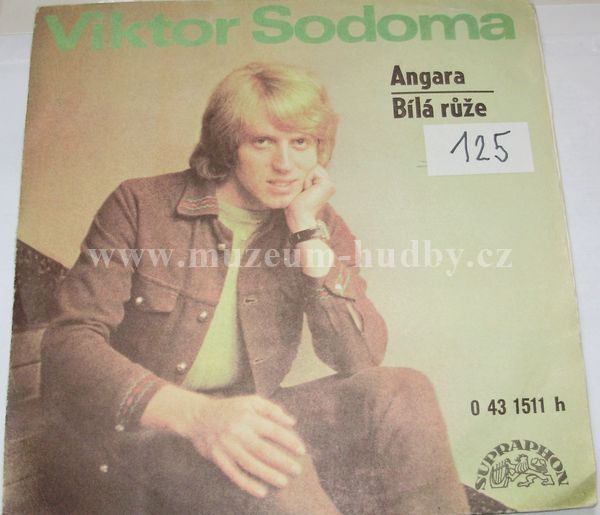 Viktor Sodoma
Angara
Bílá růže
125
www.muzeum-hudby.cz
0 43 1511 h
SUPRAPHON